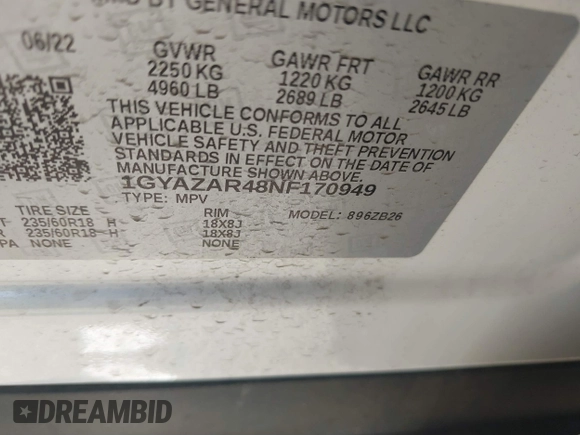 BY GENERAL MOTORS LLC
06/22
GVWR
2250 KG
4960 LB
GAWR FRT
1220 KG
2689 LB
GAWR RR
1200 KG
2645 LB
THIS VEHICLE CONFORMS TO ALL
APPLICABLE U.S. FEDERAL MOTOR
VEHICLE SAFETY AND THEFT PREVENTION
STANDARDS IN EFFECT ON THE DATE OF
MANUFACTURE SHOWN ABOVE.
1GYAZAR48NF170949
TYPE: MPV
MODEL: 896ZB26
TIRE SIZE RIM
T 235/60R18 H 18X8J
R 235/60R18 H 18X8J
PA NONE NONE
DREAMBID